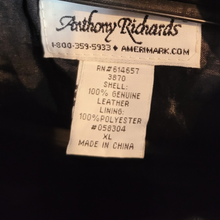 Anthony Richards
1-800-359-5933 ♦ AMERIMARK.COM
RN#614657
3870
SHELL:
100% GENUINE
LEATHER
LINING:
100%POLYESTER
#058304
XL
MADE IN CHINA